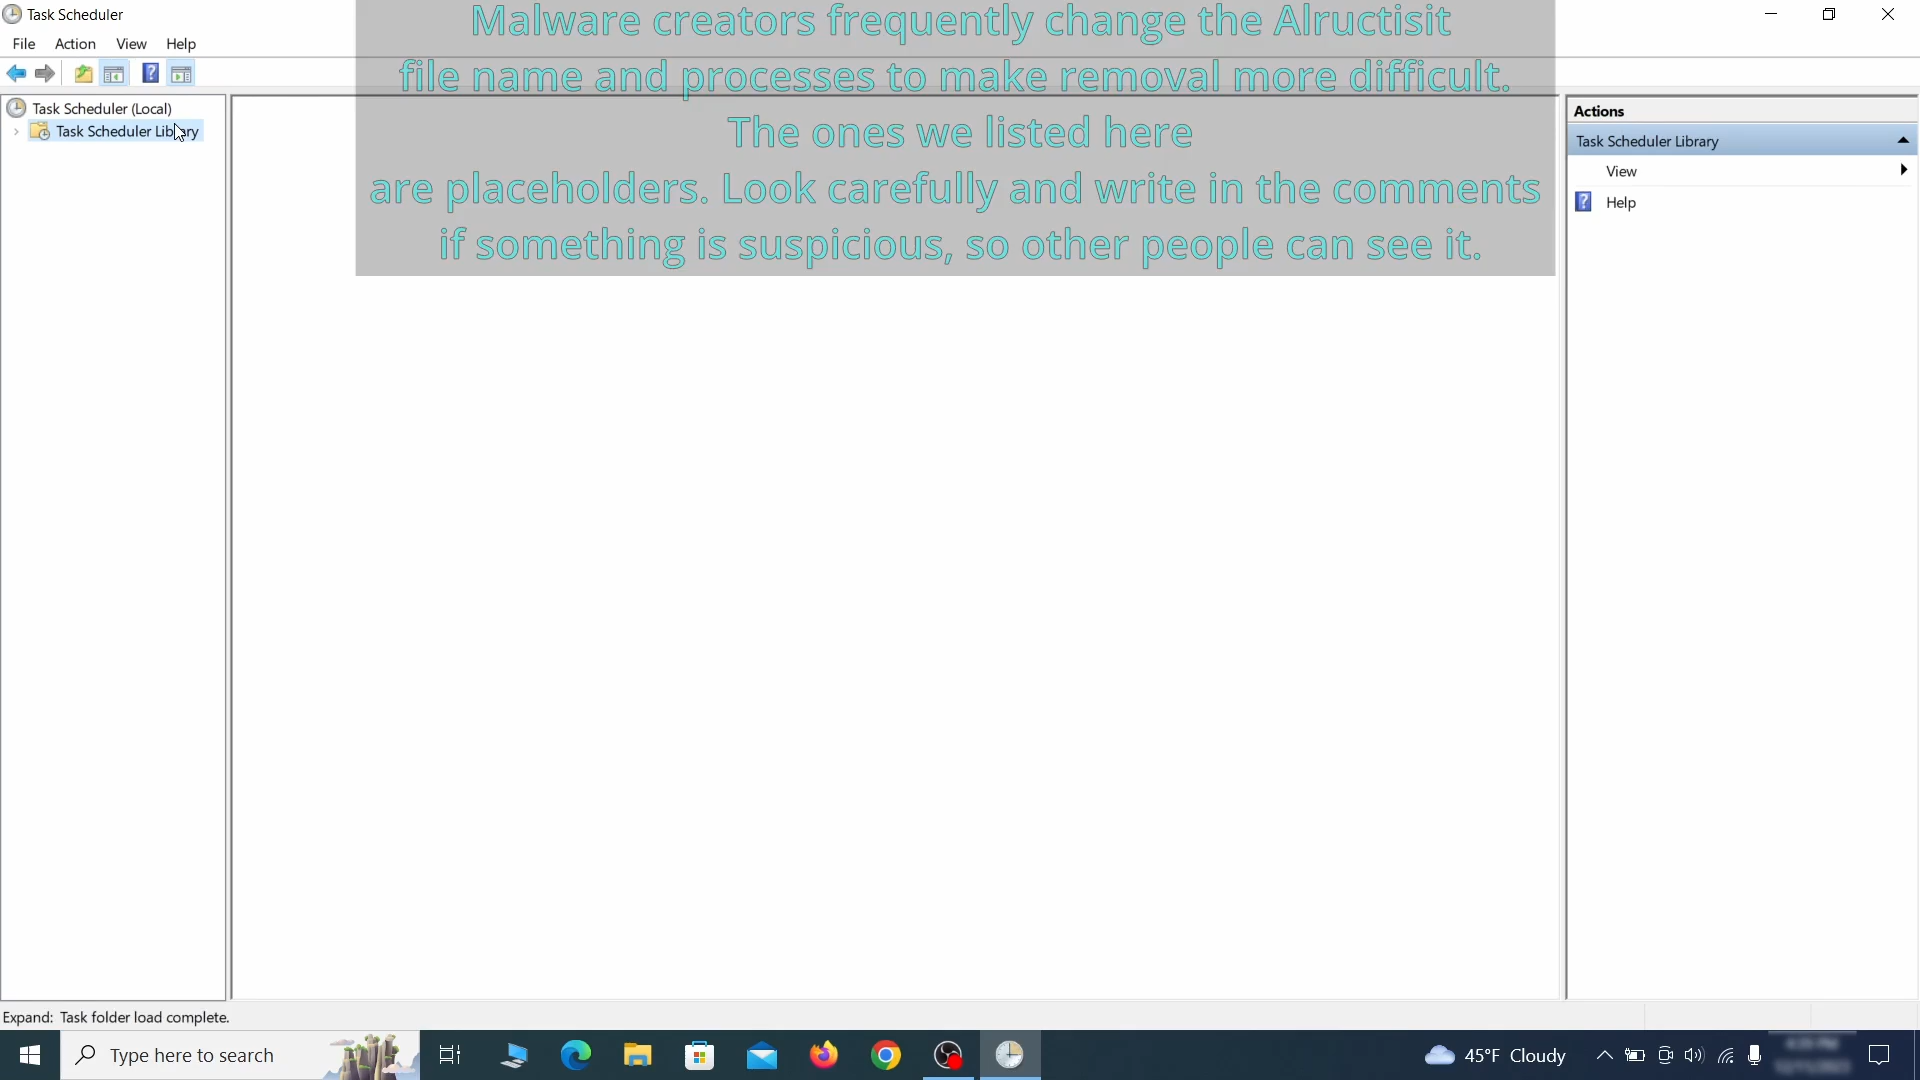 Task Scheduler
File Action View Help
Malware creators frequently change the Alructisit
file name and processes to make removal more difficult.
The ones we listed here
are placeholders. Look carefully and write in the comments
if something is suspicious, so other people can see it.
Task Scheduler (Local)
Task Scheduler Library
Actions
Task Scheduler Library
View
Help
Expand: Task folder load complete.
Type here to search
45°F Cloudy